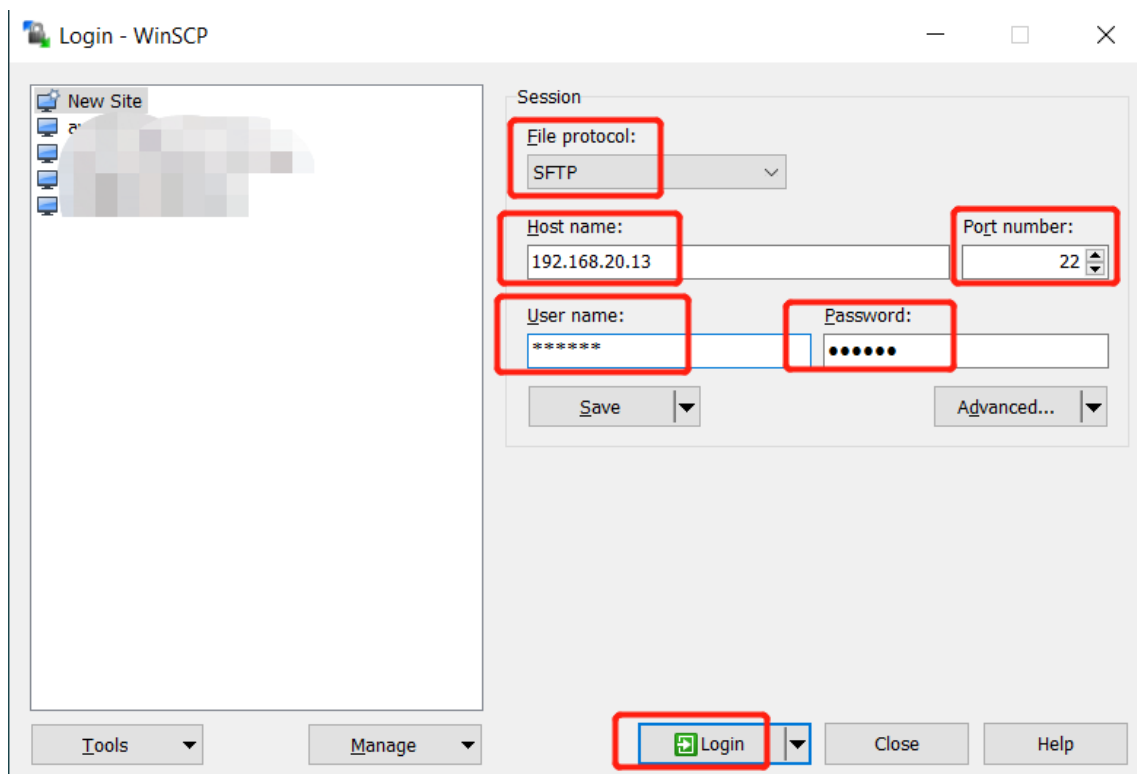 Login - WinSCP
New Site
Session
File protocol:
SFTP
Host name:
Port number:
192.168.20.13
22
User name:
Password:
******
●●●●●●
Save
Advanced...
Tools
Manage
Login
Close
Help